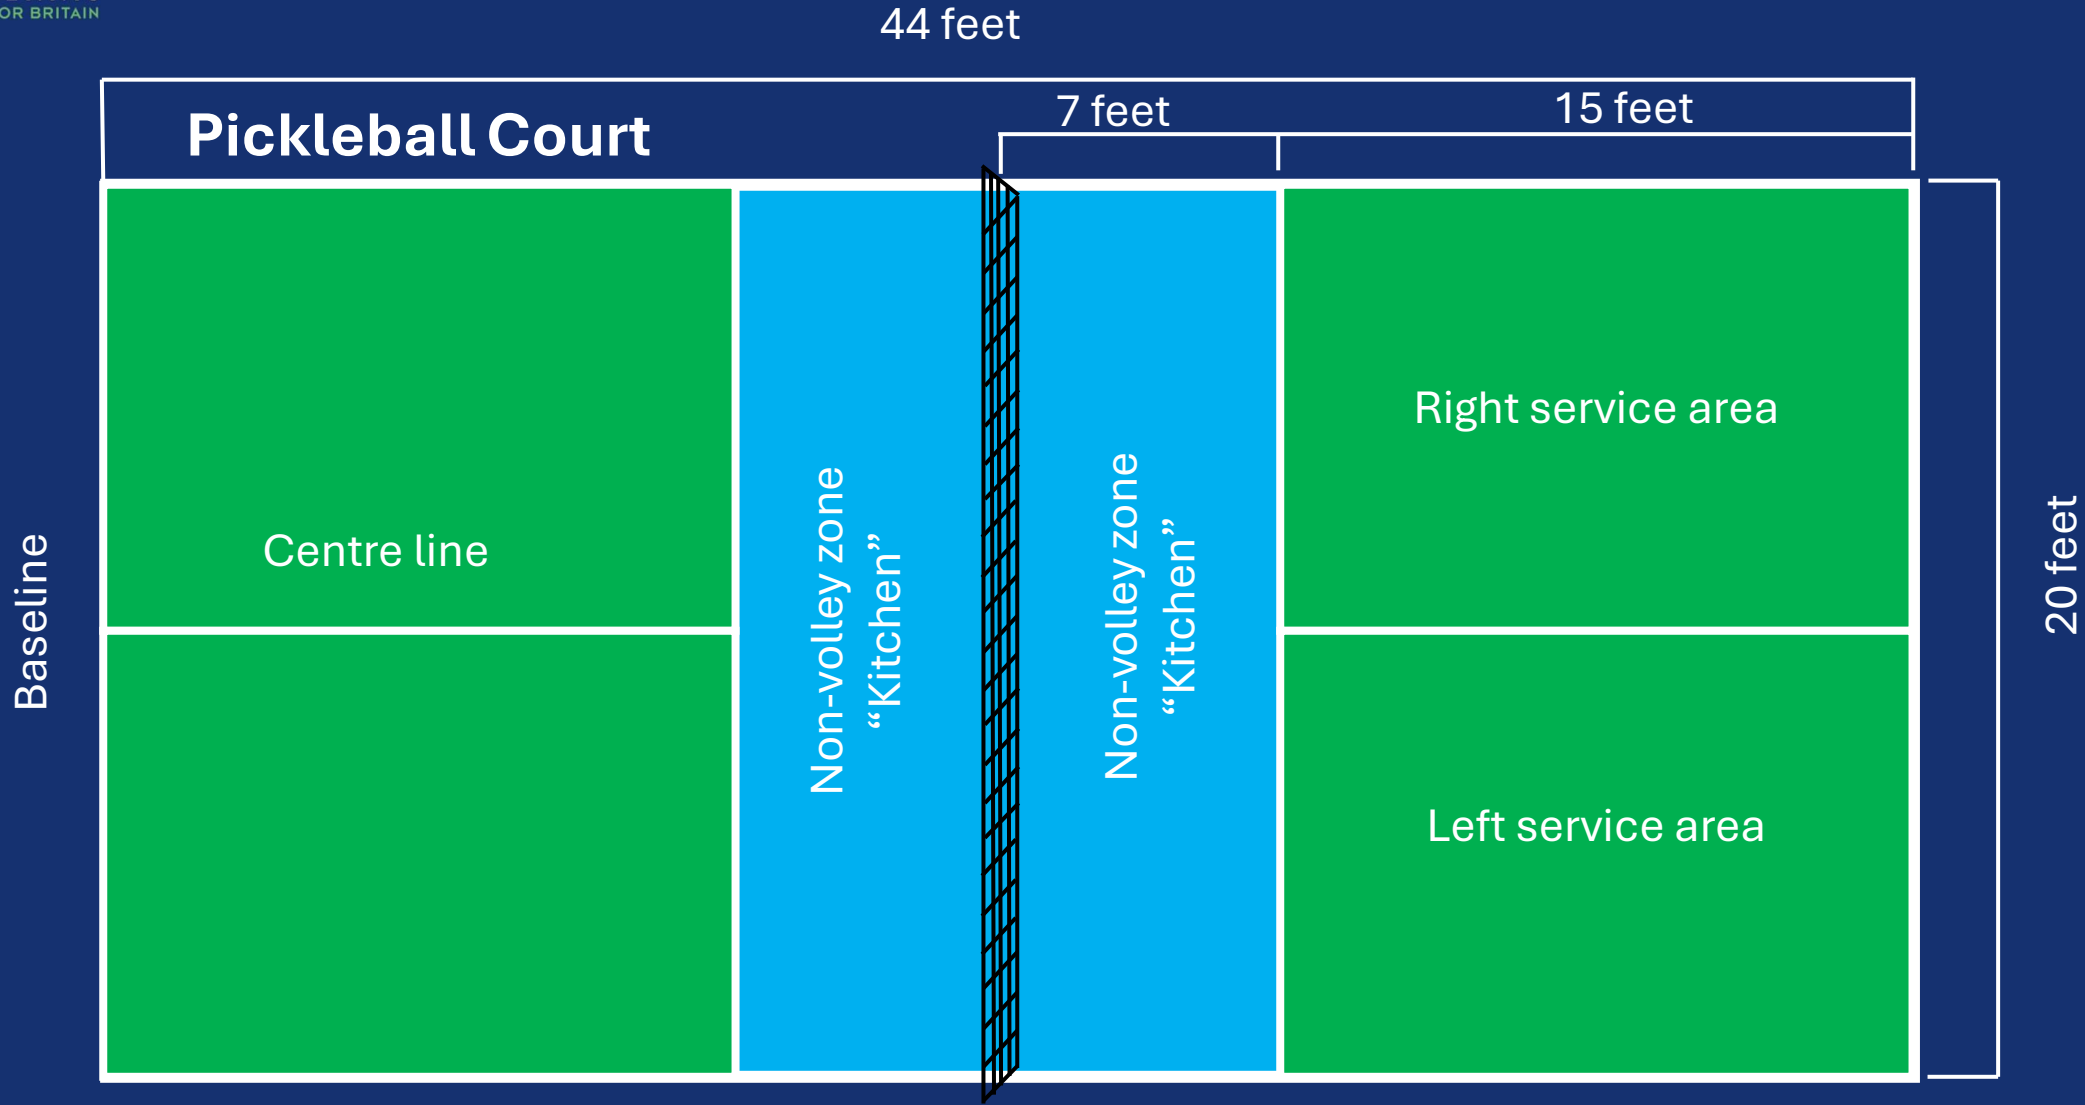 OR BRITAIN
44 feet
7 feet
15 feet
Pickleball Court
Right service area
Centre line
Baseline
Non-volley zone
“Kitchen”
Non-volley zone
“Kitchen”
20 feet
Left service area